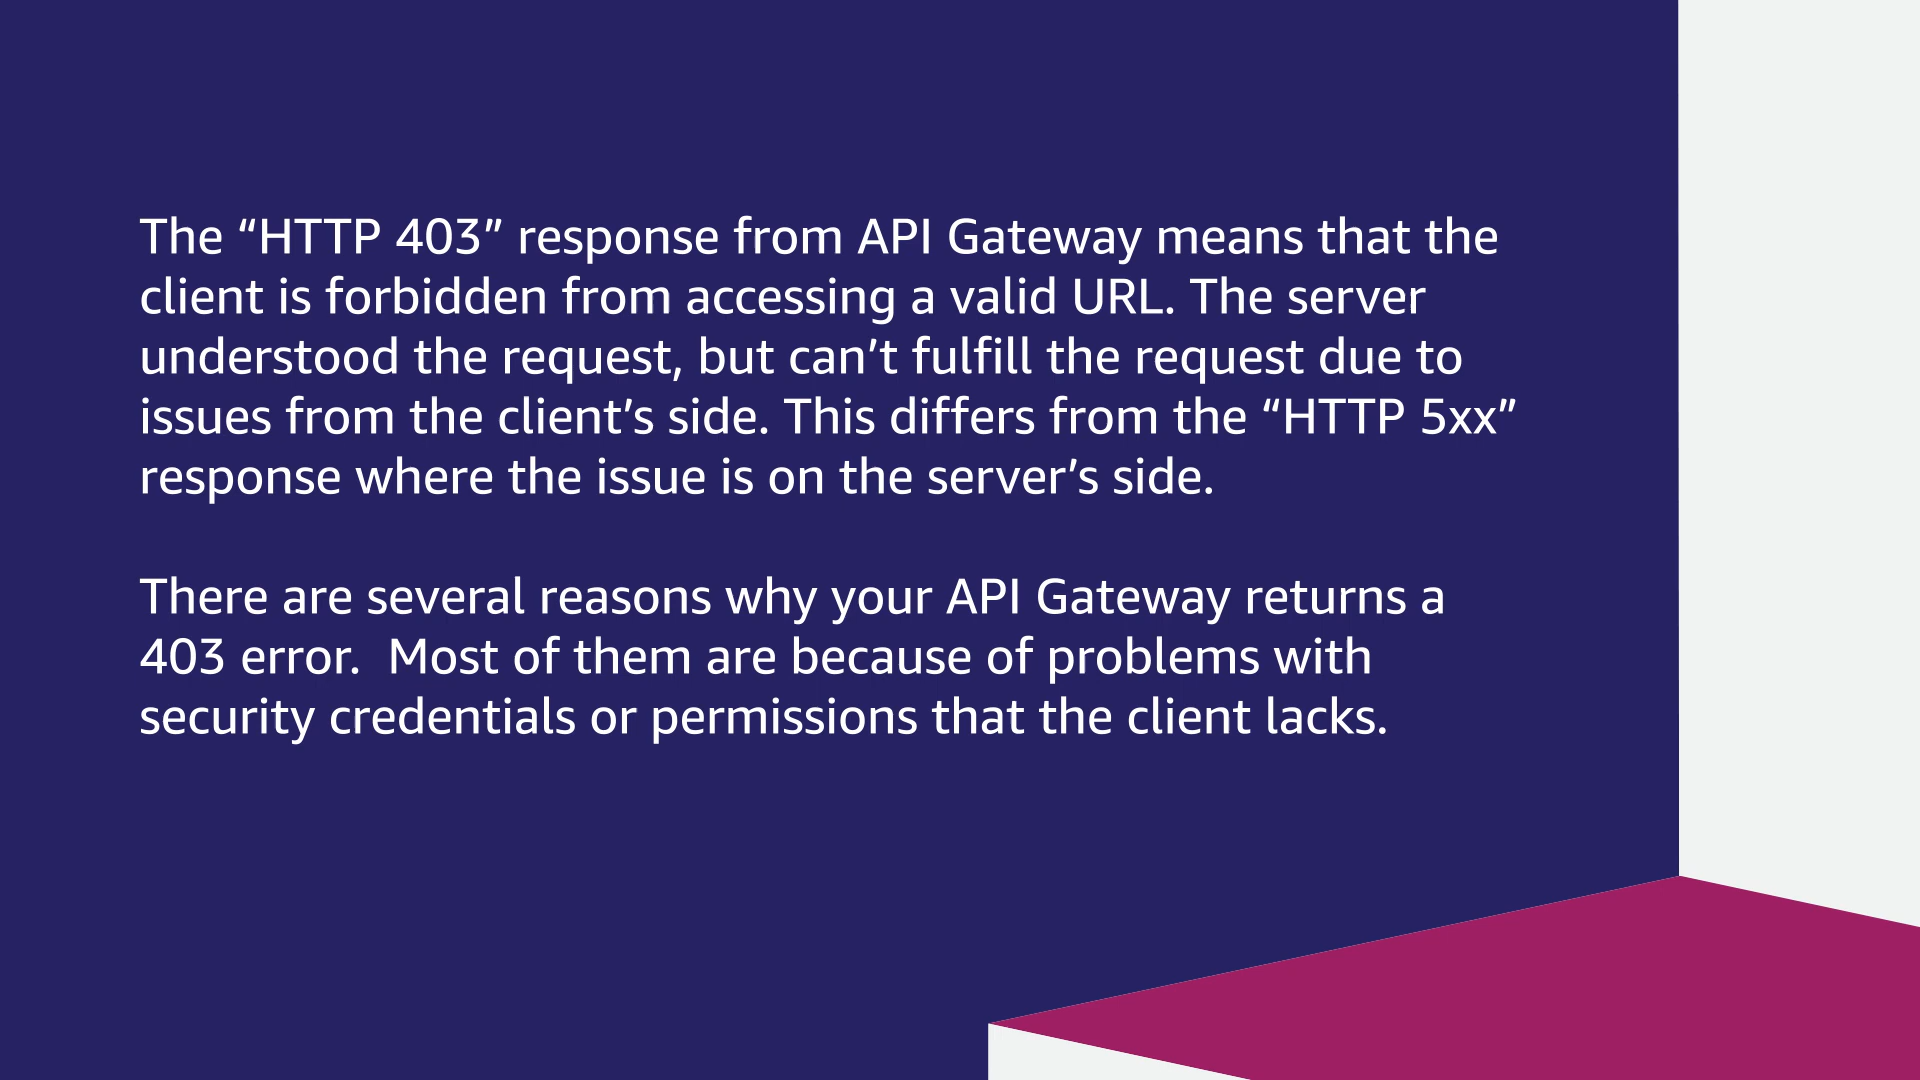 The “HTTP 403” response from API Gateway means that the
client is forbidden from accessing a valid URL. The server
understood the request, but can’t fulfill the request due to
issues from the client’s side. This differs from the “HTTP 5xx”
response where the issue is on the server’s side.
There are several reasons why your API Gateway returns a
403 error.  Most of them are because of problems with
security credentials or permissions that the client lacks.